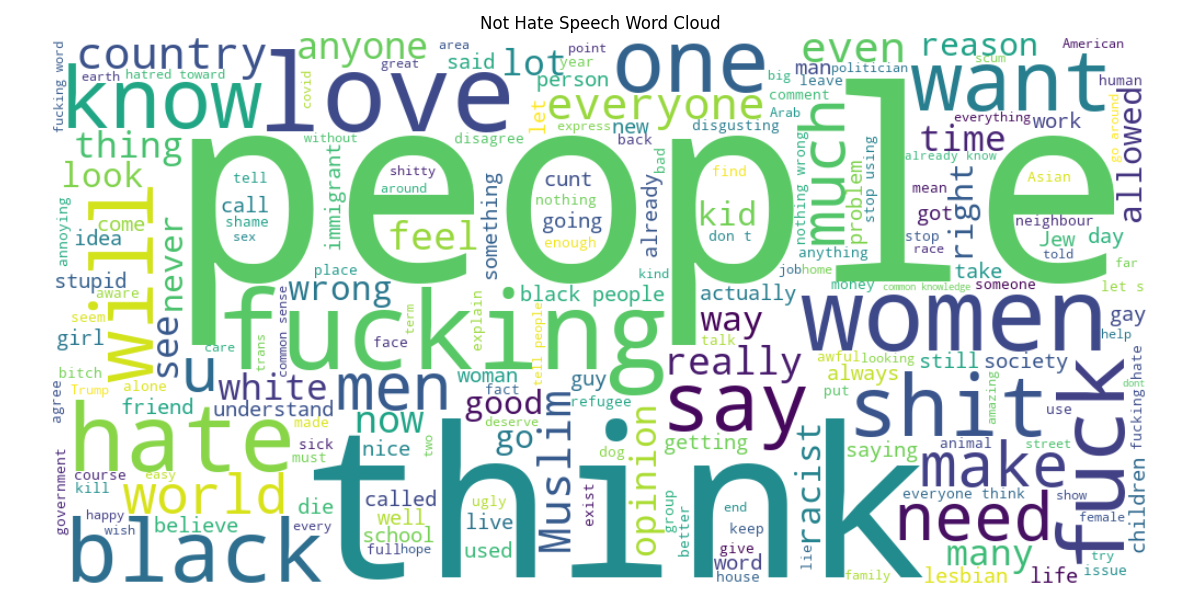 Not Hate Speech Word Cloud
country anyone area said lot point year one even reason scum American
fucking word earth hatred toward know love covid great person man politician leave big comment want human
thing let everyone express new back disgusting Arab much everything work time allowed go around
look without disagree bad nothing wrong problem stop using already know right
people tell shitty around call shame sex immigrant something cunt nothing going enough already find kid don t mean got stop race Asian neighbour Jew day told
annoying come idea will never feel kind anything far
stupid aware place wrong black people actually job home money common knowledge take someone let s
seem girl see care trans common sense fucking term face explain tell people way talk women gay help
bitch Trump alone u white men woman fact guy refugee really awful looking always still society put
agree friend understand made now good deserve go say shit amazing use fuck dont fucking hate
hate sick must nice two Muslim dog opinion getting racist saying animal street make
government course kill easy world die called well school think ugly live used exist group better end keep everyone think need show female children
happy wish believe every black full hope give word house lie family many lesbian life try issue